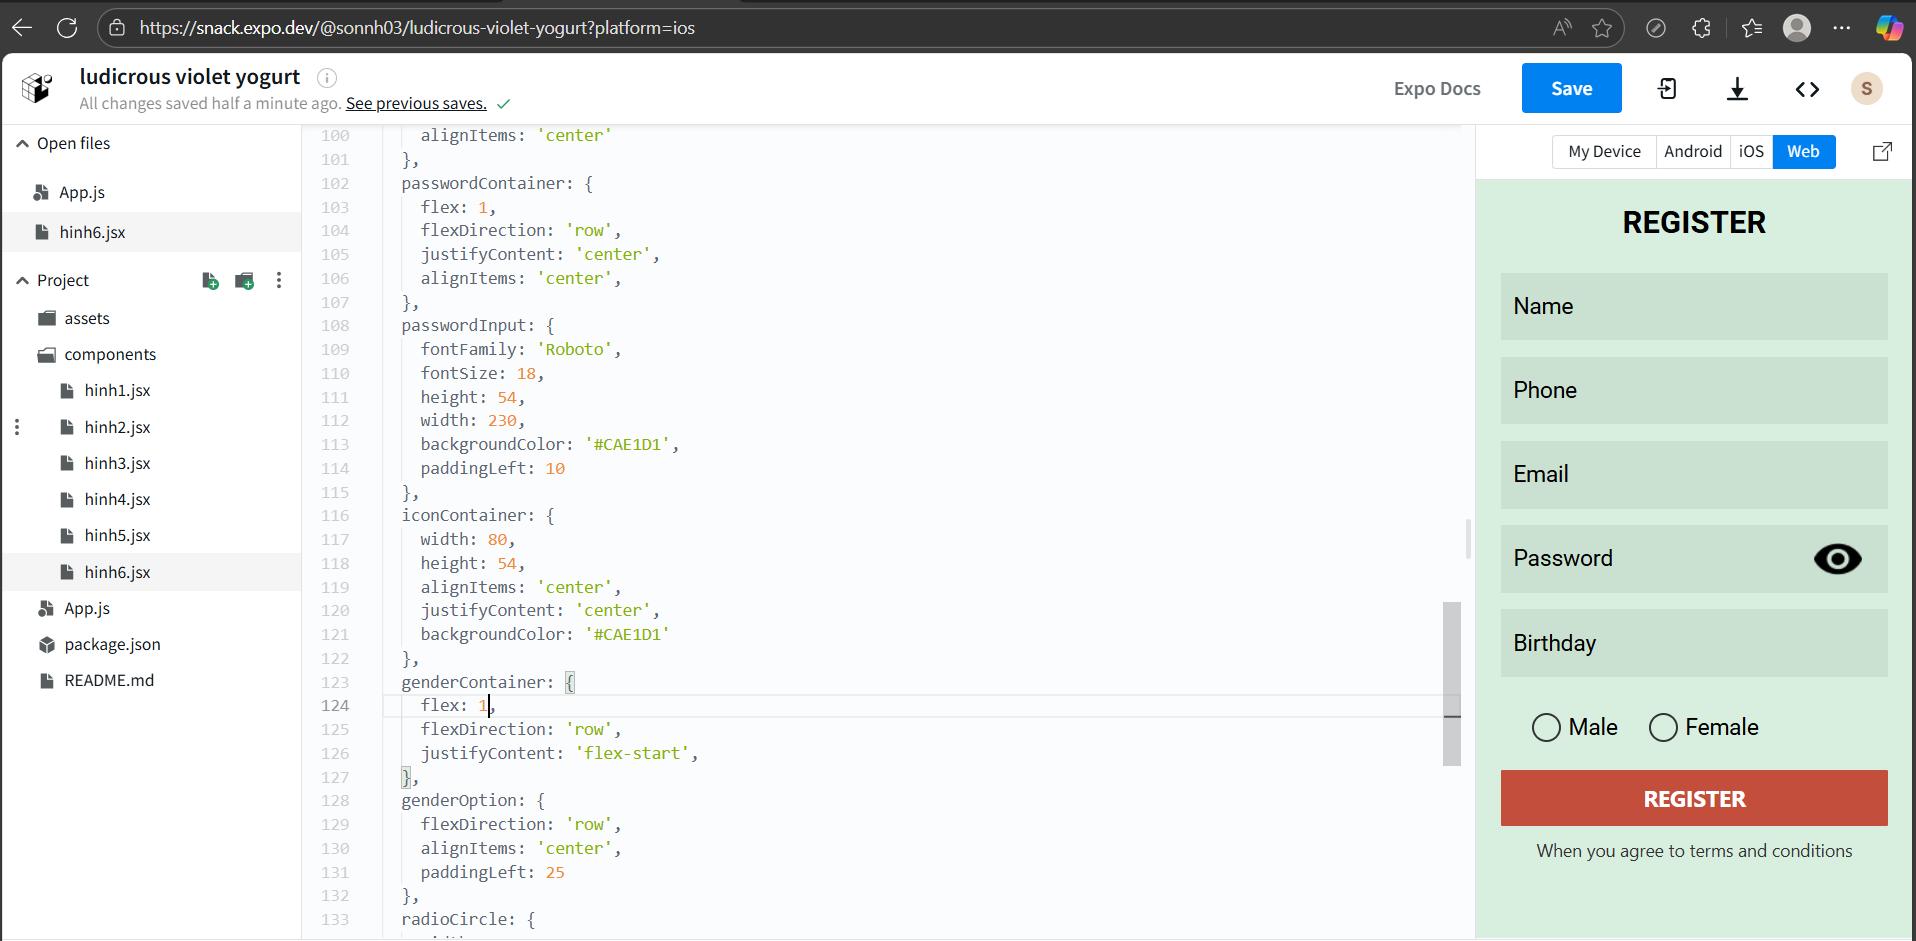 https://snack.expo.dev/@sonnh03/ludicrous-violet-yogurt?platform=ios
ludicrous violet yogurt
All changes saved half a minute ago. See previous saves.
Expo Docs
Save
S
Open files
App.js
hinh6.jsx
Project
assets
components
hinh1.jsx
hinh2.jsx
hinh3.jsx
hinh4.jsx
hinh5.jsx
hinh6.jsx
App.js
package.json
README.md
100 alignItems: 'center'
101 },
102 passwordContainer: {
103 flex: 1,
104 flexDirection: 'row',
105 justifyContent: 'center',
106 alignItems: 'center',
107 },
108 passwordInput: {
109 fontFamily: 'Roboto',
110 fontSize: 18,
111 height: 54,
112 width: 230,
113 backgroundColor: '#CAE1D1',
114 paddingLeft: 10
115 },
116 iconContainer: {
117 width: 80,
118 height: 54,
119 alignItems: 'center',
120 justifyContent: 'center',
121 backgroundColor: '#CAE1D1'
122 },
123 genderContainer: {
124 flex: 1,
125 flexDirection: 'row',
126 justifyContent: 'flex-start',
127 },
128 genderOption: {
129 flexDirection: 'row',
130 alignItems: 'center',
131 paddingLeft: 25
132 },
133 radioCircle: {
My Device Android iOS Web
REGISTER
Name
Phone
Email
Password
Birthday
Male Female
REGISTER
When you agree to terms and conditions